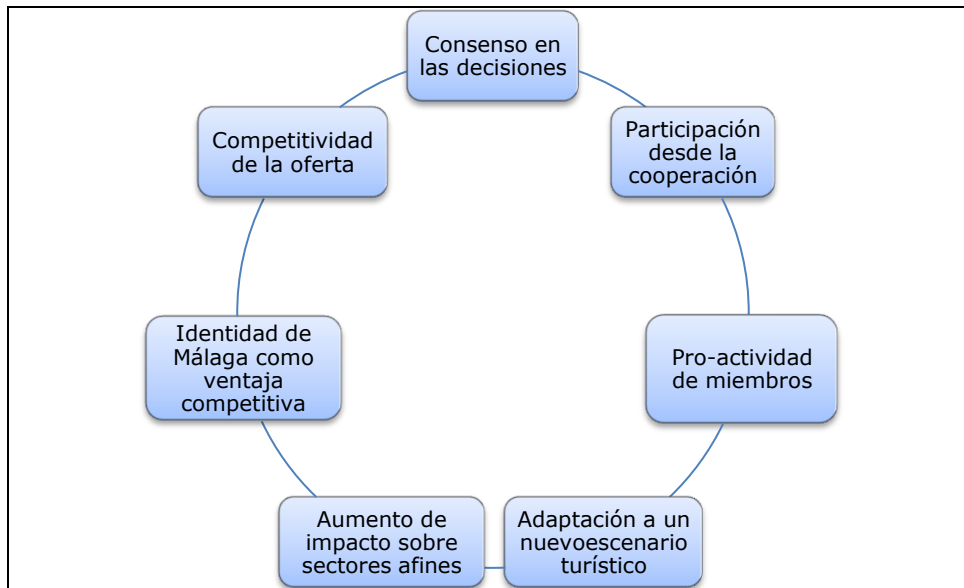 Consenso en
las decisiones
Participación
desde la
cooperación
Pro-actividad
de miembros
Adaptación a un
nuevoescenario
turístico
Aumento de
impacto sobre
sectores afines
Identidad de
Málaga como
ventaja
competitiva
Competitividad
de la oferta